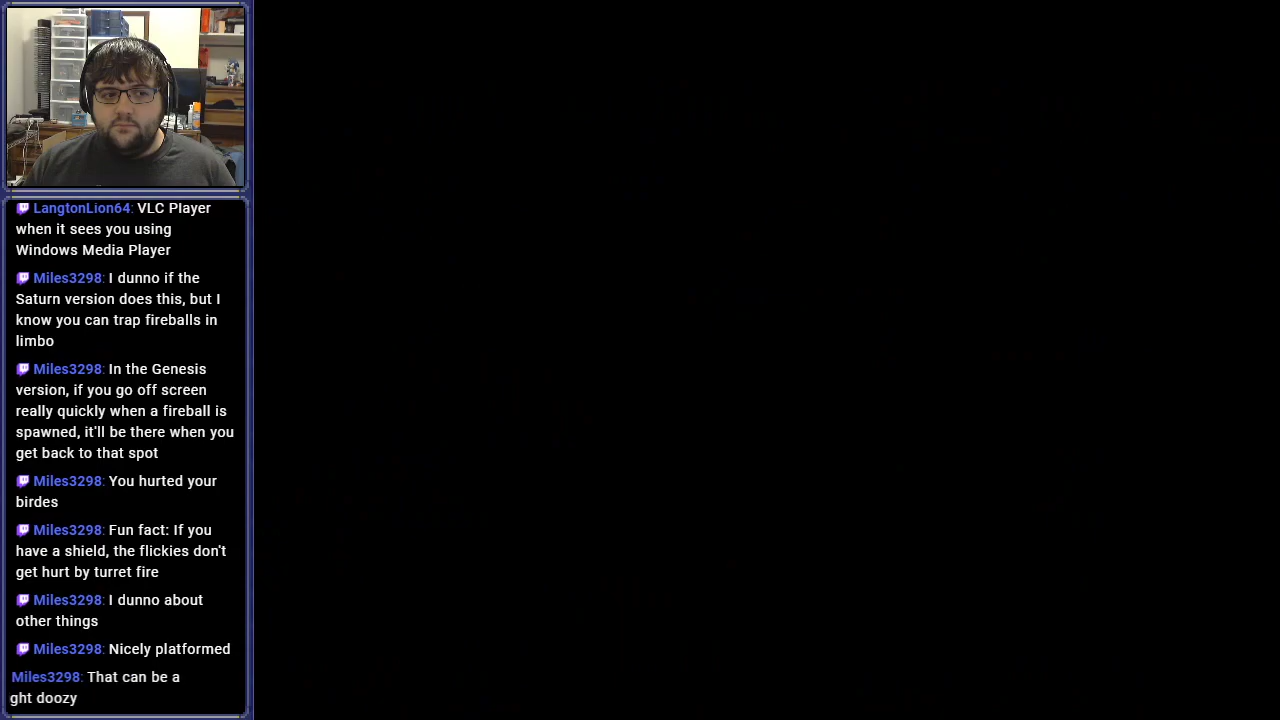 LangtonLion64: VLC Player
when it sees you using
Windows Media Player
Miles3298: I dunno if the
Saturn version does this, but I
know you can trap fireballs in
limbo
Miles3298: In the Genesis
version, if you go off screen
really quickly when a fireball is
spawned, it'll be there when you
get back to that spot
Miles3298: You hurted your
birdes
Miles3298: Fun fact: If you
have a shield, the flickies don't
get hurt by turret fire
Miles3298: I dunno about
other things
Miles3298: Nicely platformed
Miles3298: That can be a
ght doozy